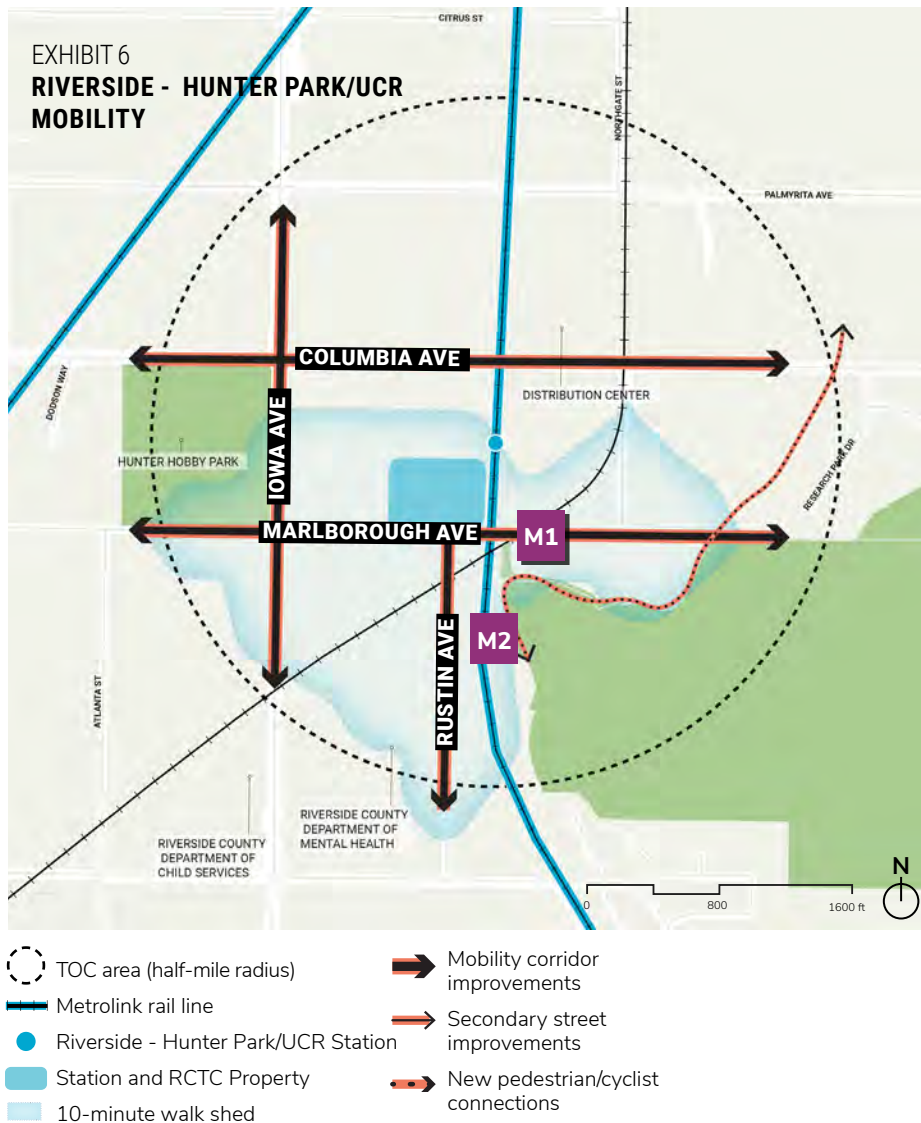 EXHIBIT 6
RIVERSIDE - HUNTER PARK/UCR
MOBILITY
CITRUS ST
NORTHGATE ST
PALMYRITA AVE
COLUMBIA AVE
DISTRIBUTION CENTER
DODSON WAY
IOWA AVE
HUNTER HOBBY PARK
RESEARCH PARK DR
MARLBOROUGH AVE
M1
M2
RUSTIN AVE
ATLANTA ST
RIVERSIDE COUNTY
DEPARTMENT OF
MENTAL HEALTH
RIVERSIDE COUNTY
DEPARTMENT OF
CHILD SERVICES
N
0
800
1600 ft
TOC area (half-mile radius)
Metrolink rail line
Riverside - Hunter Park/UCR Station
Station and RCTC Property
10-minute walk shed
Mobility corridor
improvements
Secondary street
improvements
New pedestrian/cyclist
connections